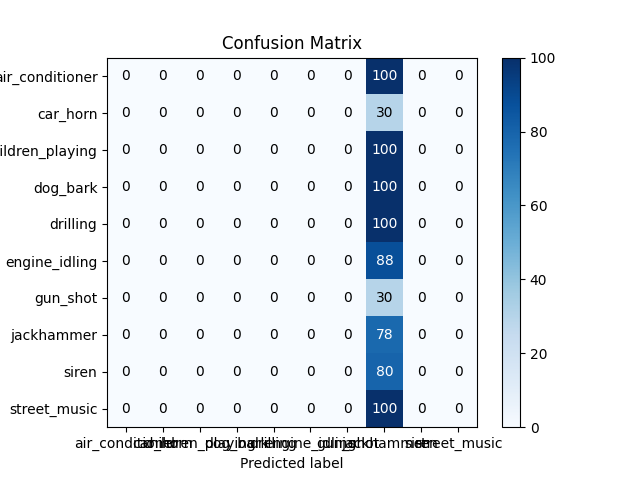 Confusion Matrix
air_conditioner 0 0 0 0 0 0 0 100 0 0
car_horn 0 0 0 0 0 0 0 30 0 0
ildren_playing 0 0 0 0 0 0 0 100 0 0
dog_bark 0 0 0 0 0 0 0 100 0 0
drilling 0 0 0 0 0 0 0 100 0 0
engine_idling 0 0 0 0 0 0 0 88 0 0
gun_shot 0 0 0 0 0 0 0 30 0 0
jackhammer 0 0 0 0 0 0 0 78 0 0
siren 0 0 0 0 0 0 0 80 0 0
street_music 0 0 0 0 0 0 0 100 0 0
100
80
60
40
20
0
street_music
Predicted label